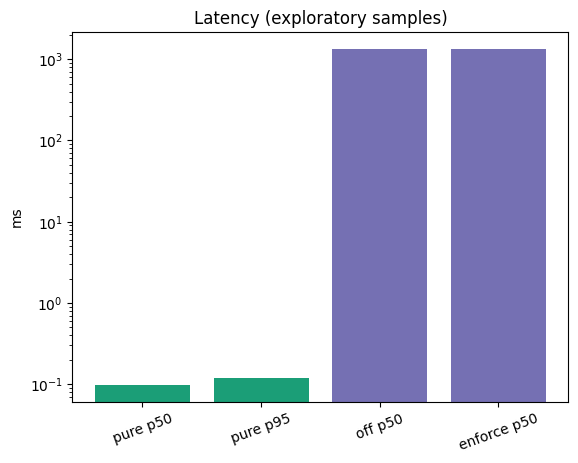 Latency (exploratory samples)
ms
10³
10²
10¹
10⁰
10⁻¹
pure p50
pure p95
off p50
enforce p50